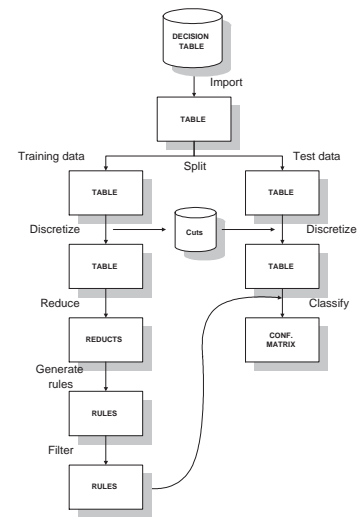 DECISION
TABLE
Import
TABLE
Training data
Split
Test data
TABLE
TABLE
Discretize
Cuts
Discretize
TABLE
TABLE
Reduce
Classify
REDUCTS
CONF.
MATRIX
Generate
rules
RULES
Filter
RULES